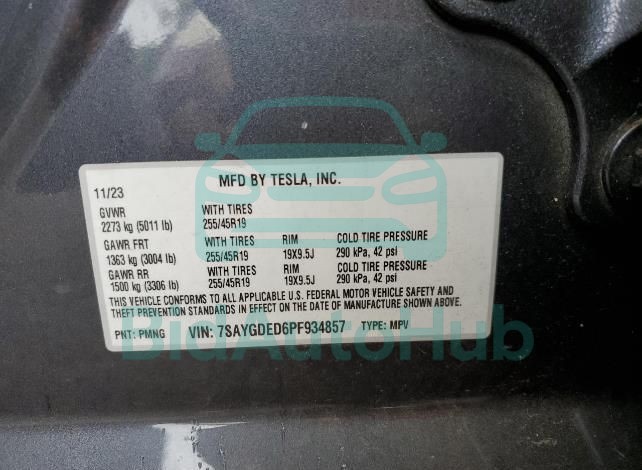 11/23 MFD BY TESLA, INC.
GVWR WITH TIRES
2273 kg (5011 lb) 255/45R19
GAWR FRT WITH TIRES RIM COLD TIRE PRESSURE
1363 kg (3004 lb) 255/45R19 19X9.5J 290 kPa, 42 psi
GAWR RR WITH TIRES RIM COLD TIRE PRESSURE
1500 kg (3306 lb) 255/45R19 19X9.5J 290 kPa, 42 psi
THIS VEHICLE CONFORMS TO ALL APPLICABLE U.S. FEDERAL MOTOR VEHICLE SAFETY AND
THEFT PREVENTION STANDARDS IN EFFECT ON THE DATE OF MANUFACTURE SHOWN ABOVE.
PNT: PMNG VIN: 7SAYGDED6PF934857 TYPE: MPV
BidAutoHub